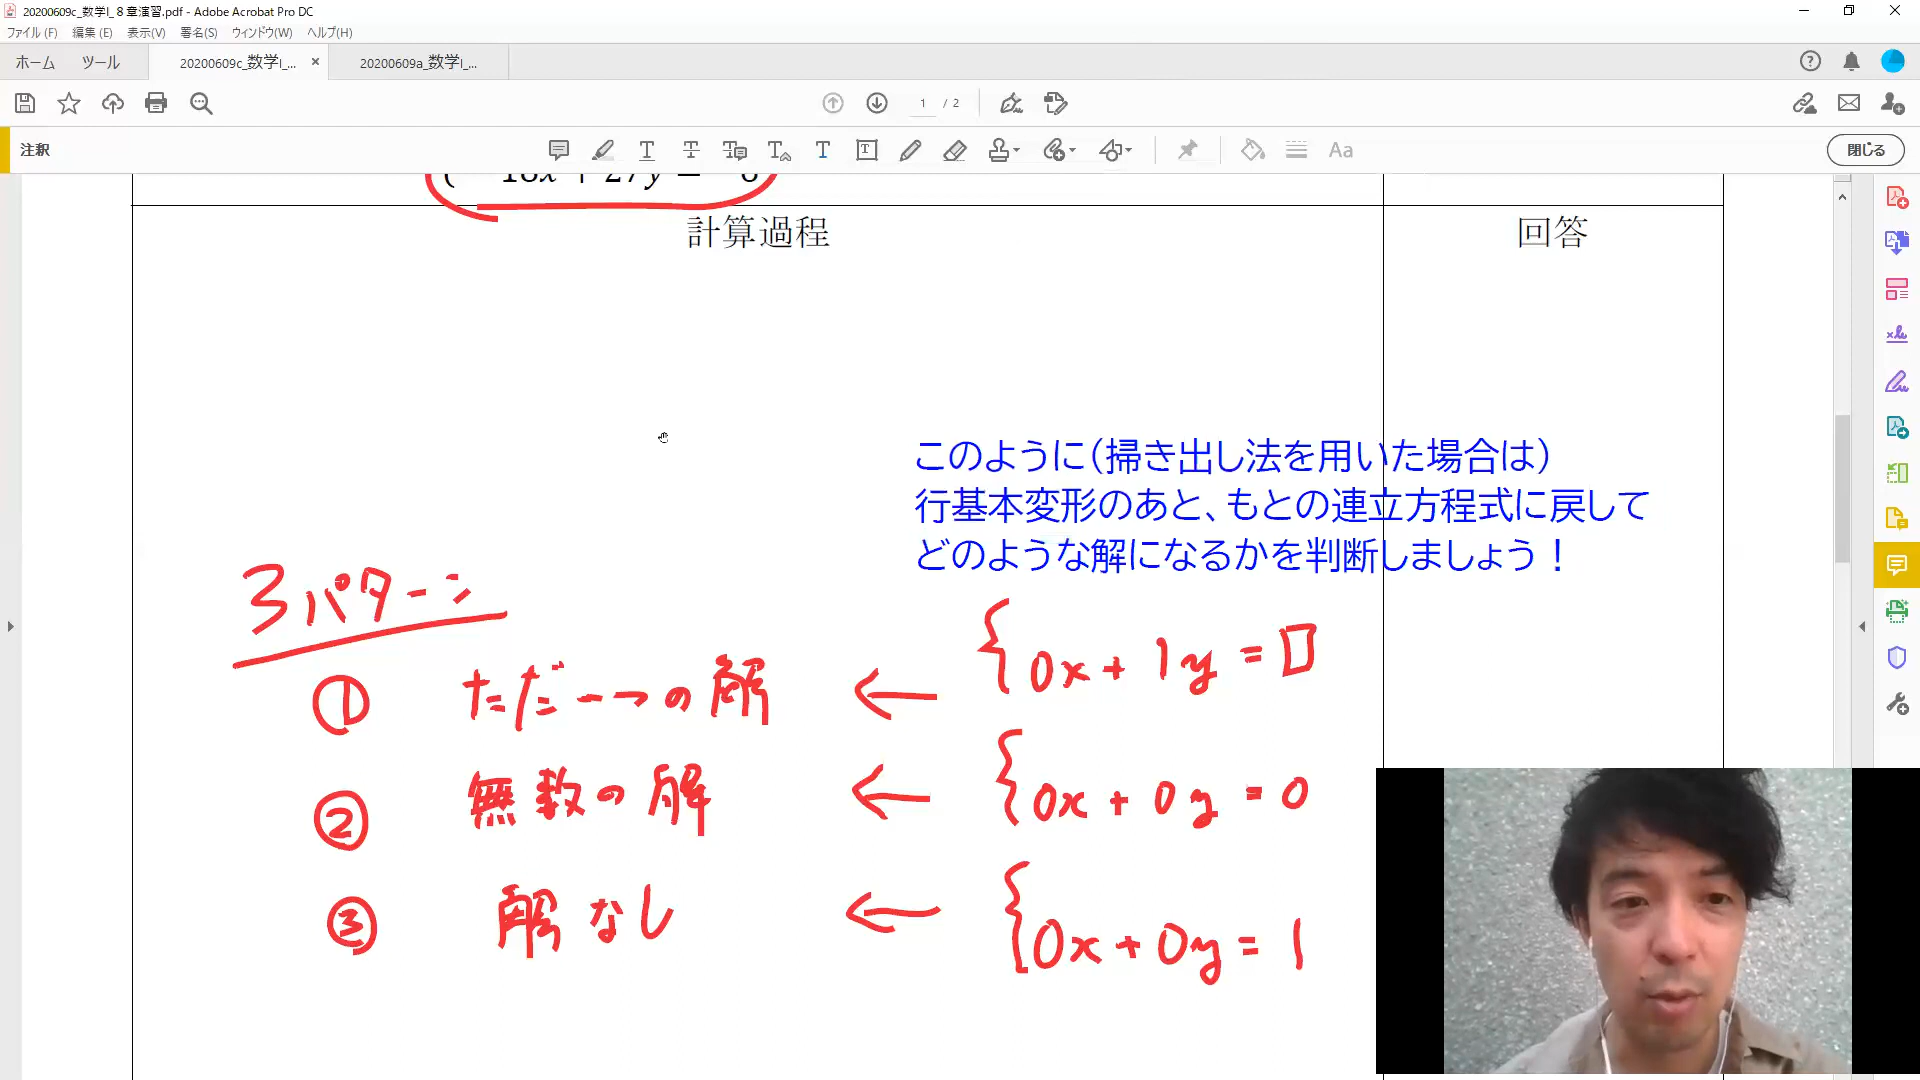 20200609c_数学Ⅰ_８章演習.pdf - Adobe Acrobat Pro DC
ファイル(F) 編集(E) 表示(V) 署名(S) ウィンドウ(W) ヘルプ(H)
ホーム ツール 20200609c_数学Ⅰ_... × 20200609a_数学Ⅰ_...
1 / 2
注釈 閉じる
計算過程 回答
このように(掃き出し法を用いた場合は)
行基本変形のあと、もとの連立方程式に戻して
どのような解になるかを判断しましょう！
3パターン
① ただ一つの解 ← { 0x + 1y = □
② 無数の解 ← { 0x + 0y = 0
③ 解なし ← { 0x + 0y = 1